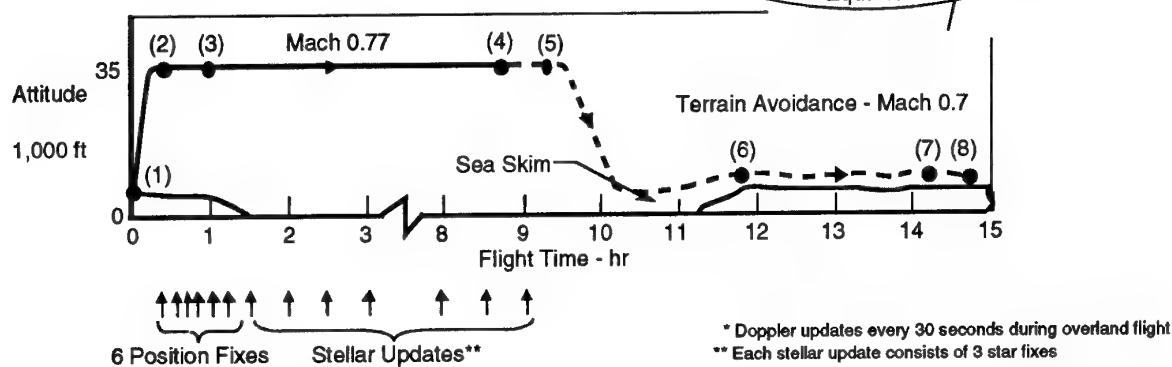 (2) (3) Mach 0.77 (4) (5)
35
Attitude
1,000 ft
Terrain Avoidance - Mach 0.7
(1) Sea Skim (6) (7) (8)
0
0 1 2 3 8 9 10 11 12 13 14 15
Flight Time - hr
6 Position Fixes Stellar Updates**
* Doppler updates every 30 seconds during overland flight
** Each stellar update consists of 3 star fixes